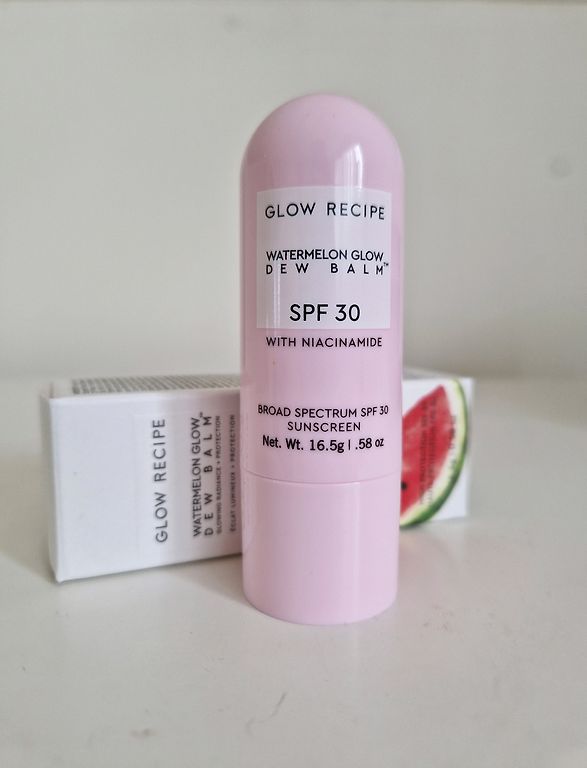 GLOW RECIPE
WATERMELON GLOW
DEW BALM™
SPF 30
WITH NIACINAMIDE
BROAD SPECTRUM SPF 30
SUNSCREEN
Net. Wt. 16.5g | .58 oz
GLOW RECIPE
WATERMELON GLOW
DEW BALM™
GLOWING RADIANCE + PROTECTION
ÉCLAT LUMINEUX + PROTECTION